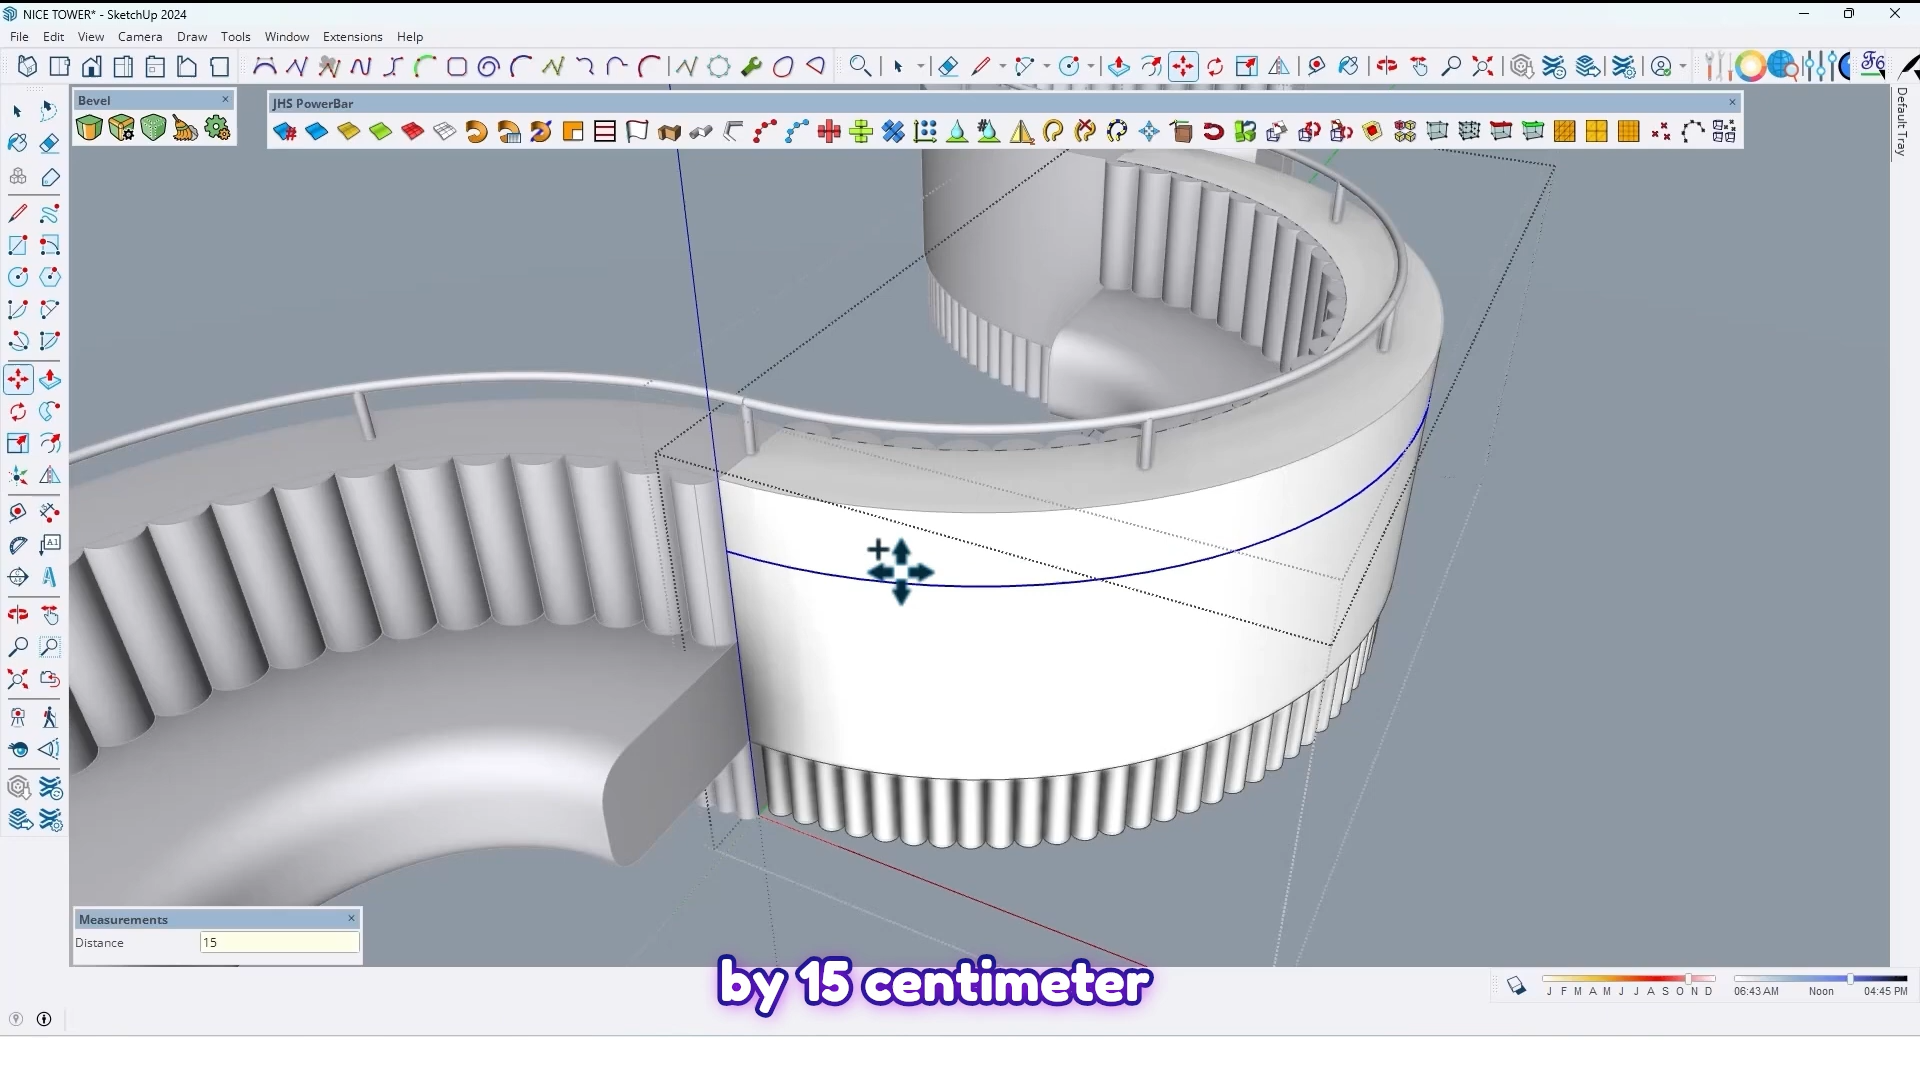 NICE TOWER* - SketchUp 2024
File Edit View Camera Draw Tools Window Extensions Help
Bevel
JHS PowerBar
Default Tray
A1
A
Measurements
Distance 15
by 15 centimeter
J F M A M J J A S O N D 06:43 AM Noon 04:45 PM